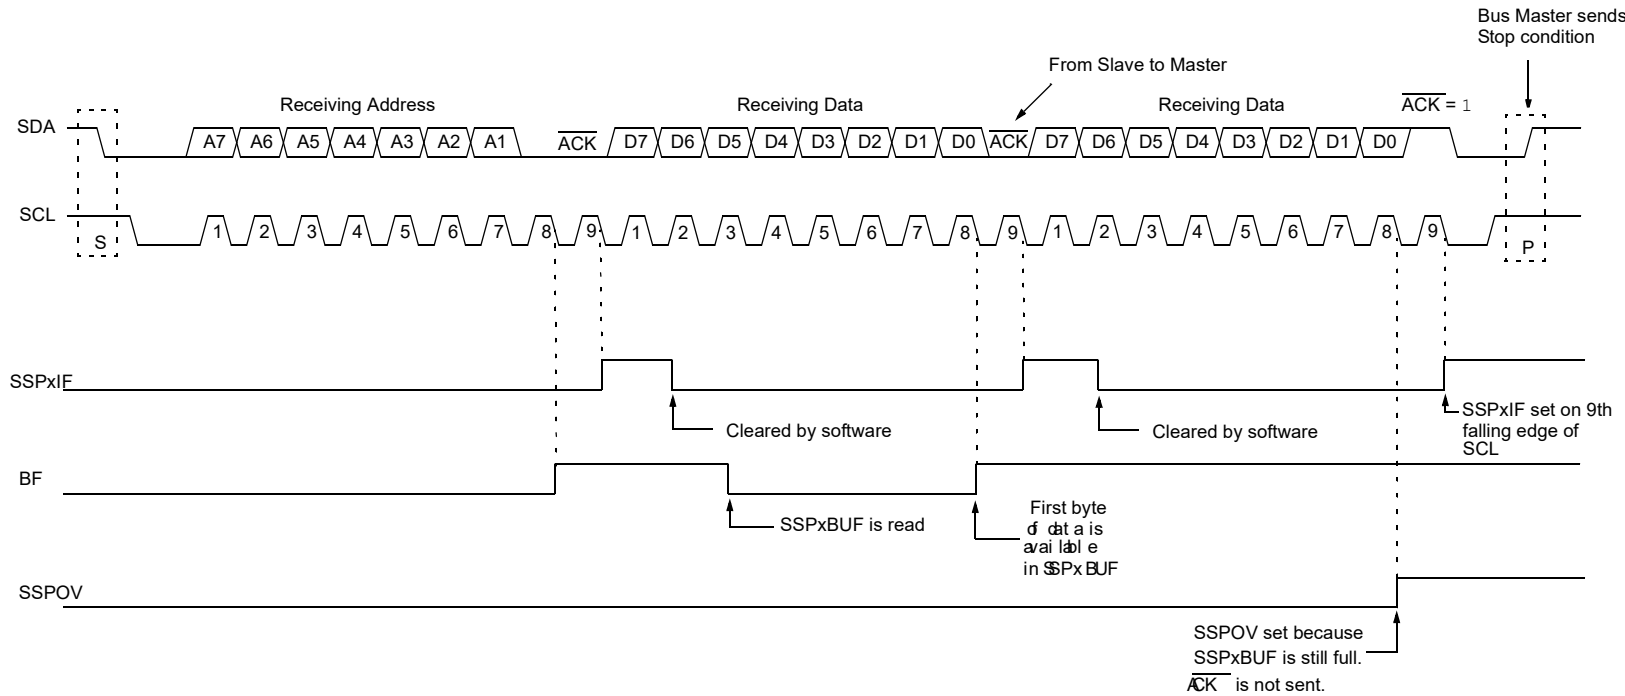 Bus Master sends
Stop condition
From Slave to Master
Receiving Address
Receiving Data
Receiving Data
ACK = 1
SDA
A7 A6 A5 A4 A3 A2 A1 ACK D7 D6 D5 D4 D3 D2 D1 D0 ACK D7 D6 D5 D4 D3 D2 D1 D0
SCL
S
1 2 3 4 5 6 7 8 9 1 2 3 4 5 6 7 8 9 1 2 3 4 5 6 7 8 9
P
SSPxIF
Cleared by software
Cleared by software
SSPxIF set on 9th
falling edge of
SCL
BF
SSPxBUF is read
First byte
of data is
available
in SSPxBUF
SSPOV
SSPOV set because
SSPxBUF is still full.
ACK is not sent.